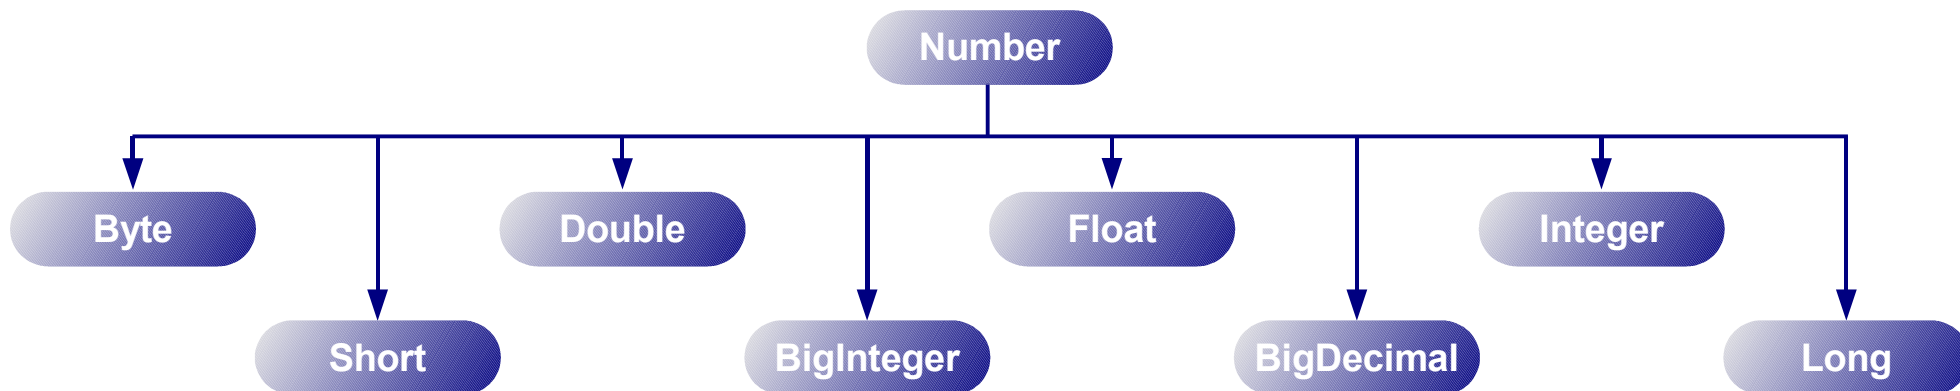 Number
Byte
Double
Float
Integer
Short
BigInteger
BigDecimal
Long